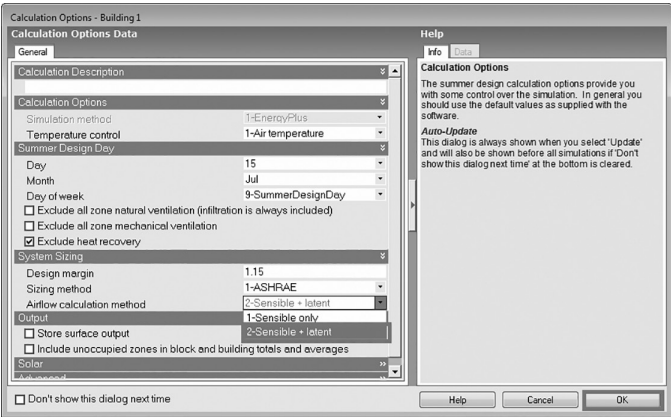 Calculation Options - Building 1
Calculation Options Data
General
Calculation Description
Calculation Options
Simulation method 1-EnergyPlus
Temperature control 1-Air temperature
Summer Design Day
Day 15
Month Jul
Day of week 9-SummerDesignDay
Exclude all zone natural ventilation (infiltration is always included)
Exclude all zone mechanical ventilation
Exclude heat recovery
System Sizing
Design margin 1.15
Sizing method 1-ASHRAE
Airflow calculation method 2-Sensible + latent
1-Sensible only
2-Sensible + latent
Output
Store surface output
Include unoccupied zones in block and building totals and averages
Solar
Advanced
Don't show this dialog next time
Help
Info Data
Calculation Options
The summer design calculation options provide you
with some control over the simulation. In general you
should use the default values as supplied with the
software.
Auto-Update
This dialog is always shown when you select 'Update'
and will also be shown before all simulations if 'Don't
show this dialog next time' at the bottom is cleared.
Help Cancel OK